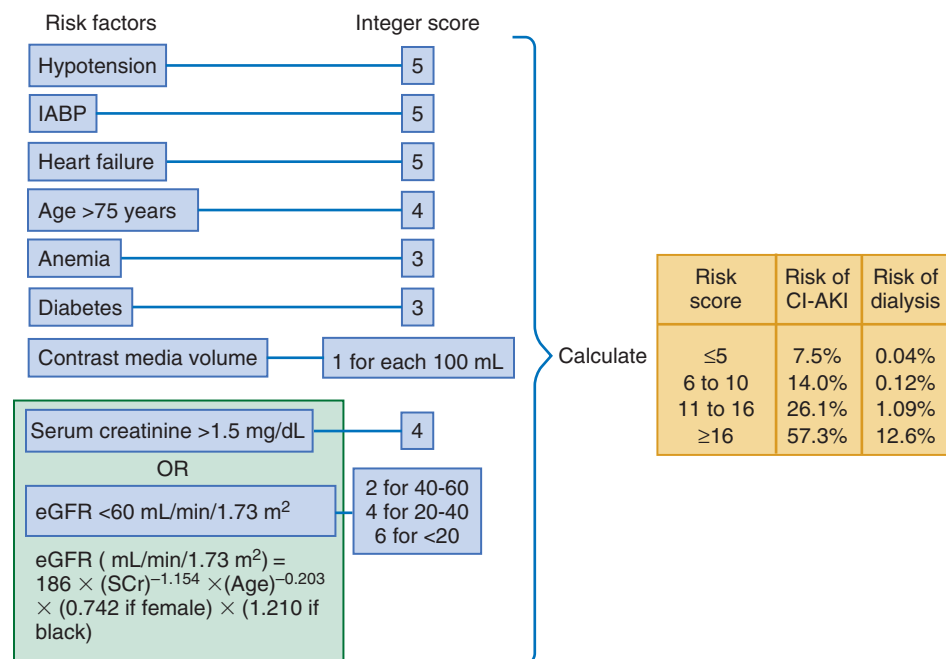 Risk factors
Integer score
Hypotension
5
IABP
5
Heart failure
5
Age >75 years
4
Anemia
3
Diabetes
3
Contrast media volume
1 for each 100 mL
Serum creatinine >1.5 mg/dL
4
OR
eGFR <60 mL/min/1.73 m²
2 for 40-60
4 for 20-40
6 for <20
eGFR ( mL/min/1.73 m²) =
186 × (SCr)⁻¹·¹⁵⁴ ×(Age)⁻⁰·²⁰³
× (0.742 if female) × (1.210 if
black)
Calculate
Risk score Risk of CI-AKI Risk of dialysis
≤5 7.5% 0.04%
6 to 10 14.0% 0.12%
11 to 16 26.1% 1.09%
≥16 57.3% 12.6%